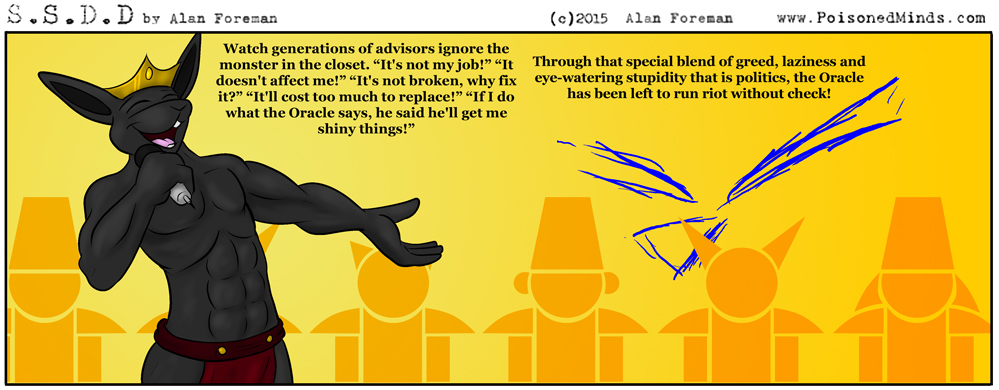 S.S.D.D by Alan Foreman (c)2015 Alan Foreman www.PoisonedMinds.com
Watch generations of advisors ignore the
monster in the closet. “It's not my job!” “It
doesn't affect me!” “It's not broken, why fix
it?” “It'll cost too much to replace!” “If I do
what the Oracle says, he said he'll get me
shiny things!”
Through that special blend of greed, laziness and
eye-watering stupidity that is politics, the Oracle
has been left to run riot without check!